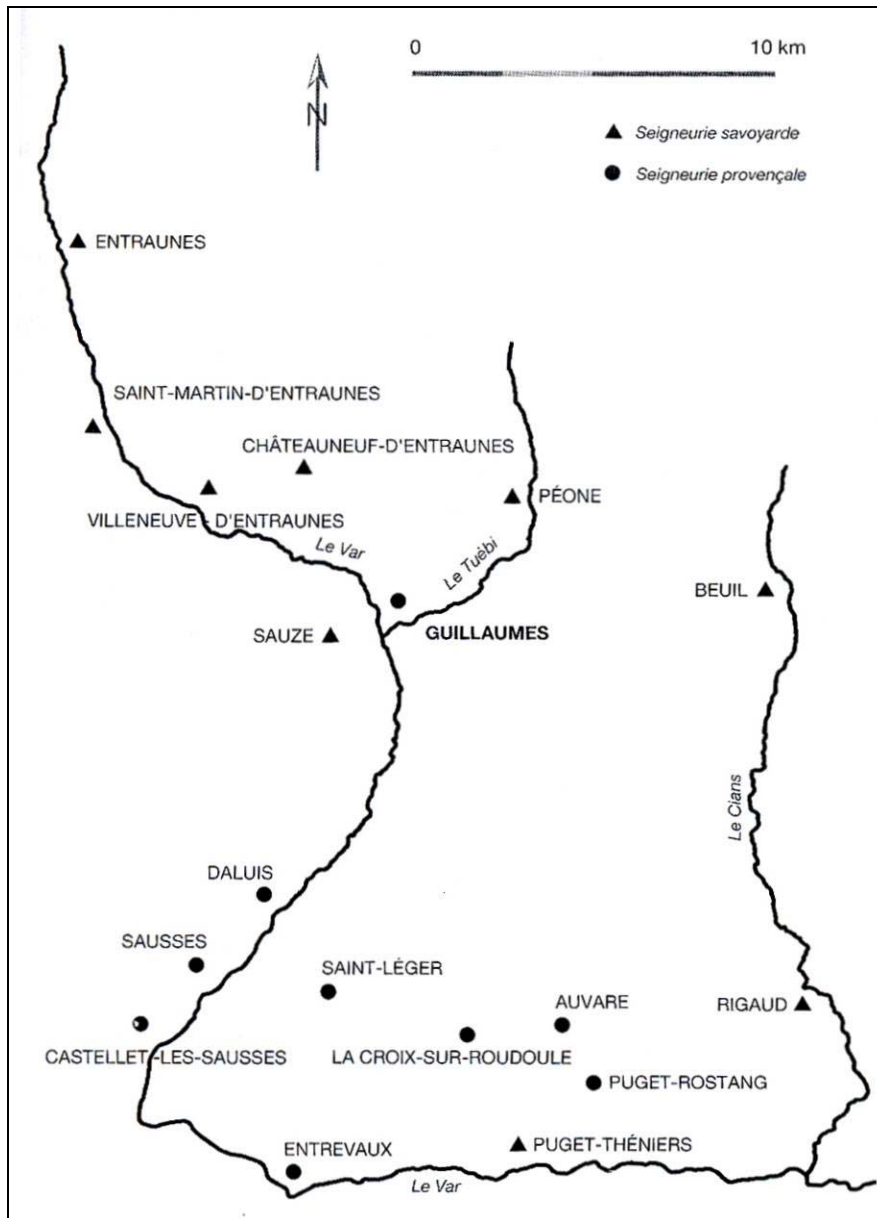 0 10 km
N
Seigneurie savoyarde
Seigneurie provençale
ENTRAUNES
SAINT-MARTIN-D'ENTRAUNES
CHÂTEAUNEUF-D'ENTRAUNES
PÉONE
VILLENEUVE - D'ENTRAUNES
Le Var
Le Tuébi
BEUIL
GUILLAUMES
SAUZE
Le Cians
DALUIS
SAUSSES
SAINT-LÉGER
AUVARE
RIGAUD
CASTELLET-LES-SAUSSES
LA CROIX-SUR-ROUDOULE
PUGET-ROSTANG
ENTREVAUX
PUGET-THÉNIERS
Le Var